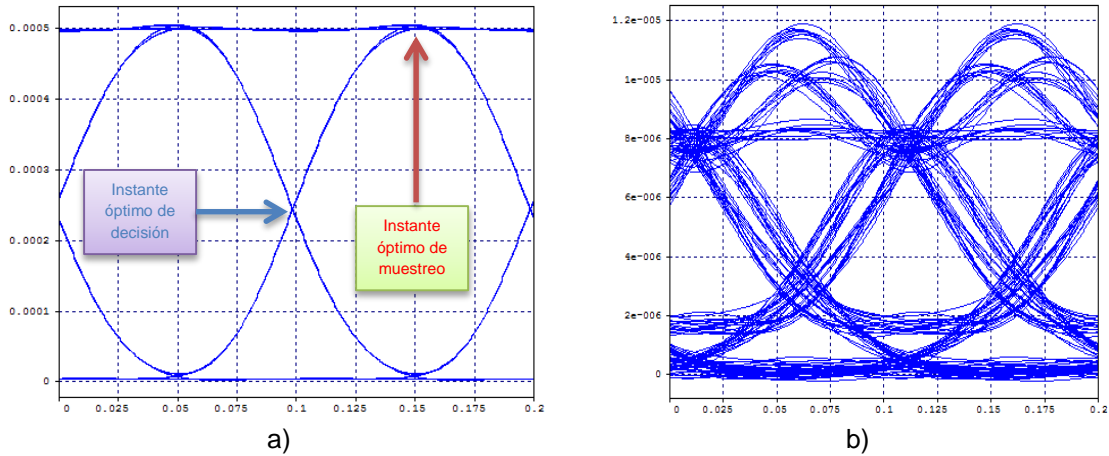 0.0005
0.0004
0.0003
0.0002
0.0001
0
0 0.025 0.05 0.075 0.1 0.125 0.15 0.175 0.2
Instante
óptimo de
decisión
Instante
óptimo de
muestreo
a)
1.2e-005
1e-005
8e-006
6e-006
4e-006
2e-006
0
0 0.025 0.05 0.075 0.1 0.125 0.15 0.175 0.2
b)